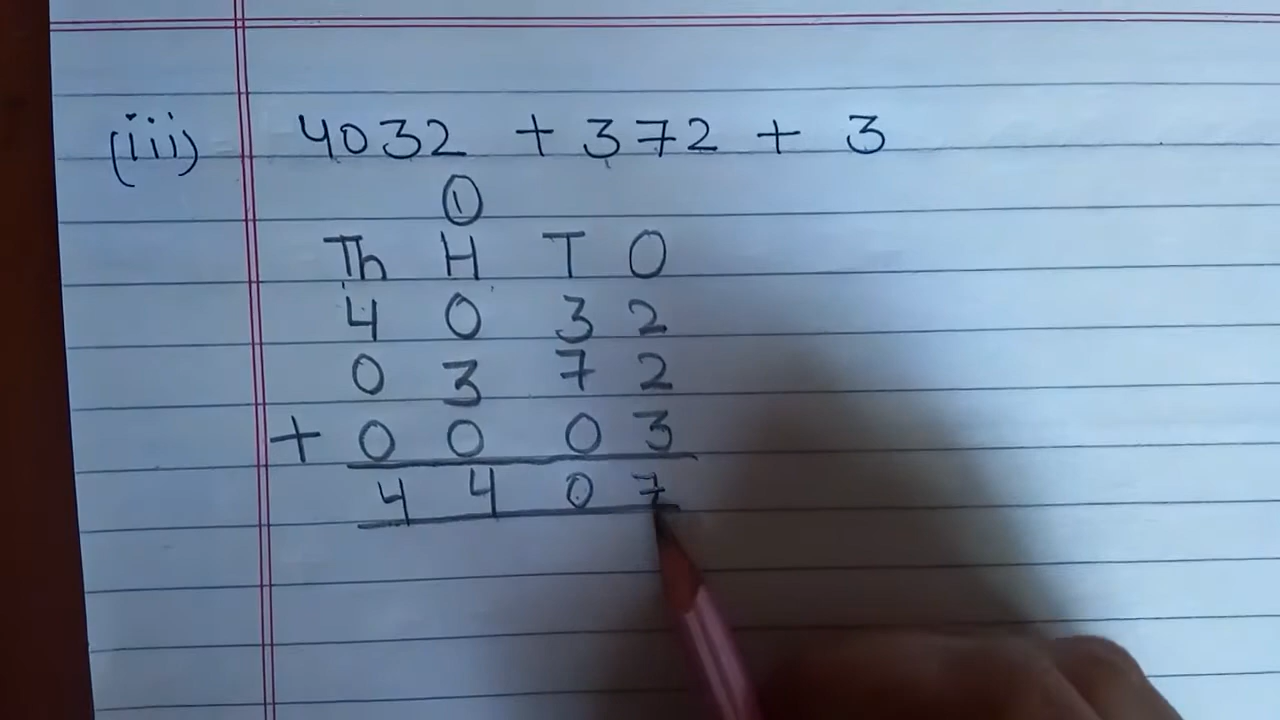 (iii) 4032 + 372 + 3
①
Th H T O
4 0 3 2
0 3 7 2
+ 0 0 0 3
4 4 0 7